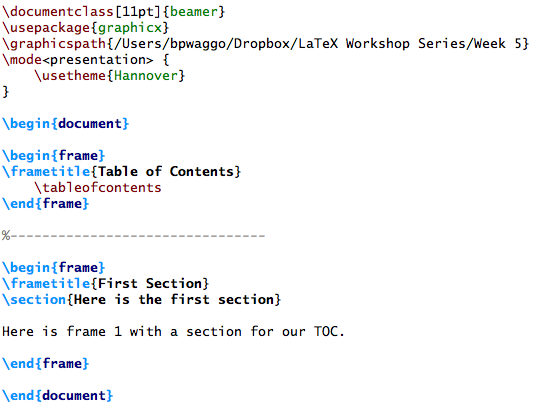 \documentclass[11pt]{beamer}
\usepackage{graphicx}
\graphicspath{/Users/bpwaggo/Dropbox/LaTeX Workshop Series/Week 5}
\mode<presentation> {
    \usetheme{Hannover}
}

\begin{document}

\begin{frame}
\frametitle{Table of Contents}
    \tableofcontents
\end{frame}

%--------------------------------

\begin{frame}
\frametitle{First Section}
\section{Here is the first section}

Here is frame 1 with a section for our TOC.

\end{frame}

\end{document}